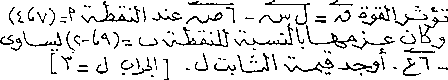 تؤثر القوة ق = ل س - ٦ ص عند النقطة م = (٤، ٧)
وكان عزمها بالنسبة للنقطة ب = (٩، -٢) يساوى
- ٦ ع. أوجد قيمة الثابت ل. [الجواب ل = ٣]